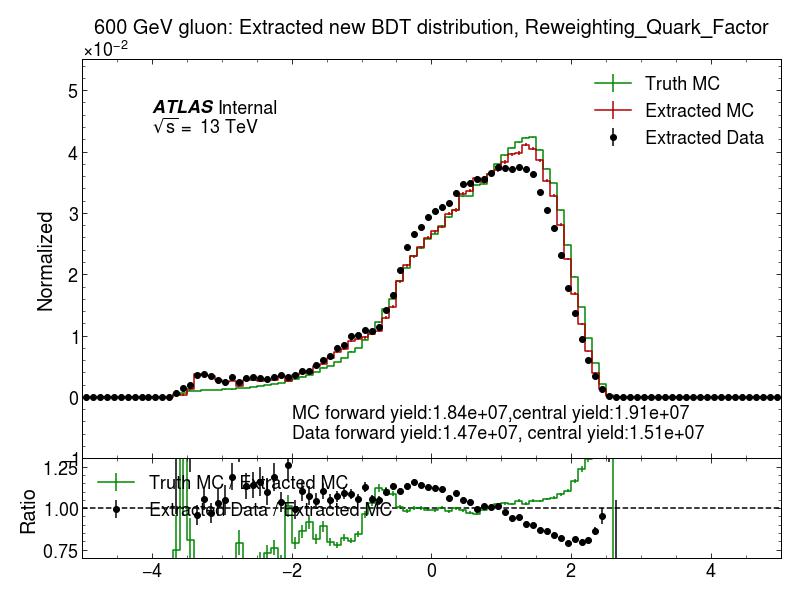 600 GeV gluon: Extracted new BDT distribution, Reweighting_Quark_Factor
×10−2
ATLAS Internal
√s = 13 TeV
Truth MC
Extracted MC
Extracted Data
Normalized
5
4
3
2
1
0
MC forward yield:1.84e+07,central yield:1.91e+07
Data forward yield:1.47e+07, central yield:1.51e+07
1.25
1.00
0.75
Ratio
Truth MC / Extracted MC
Extracted Data / Extracted MC
−4
−2
0
2
4